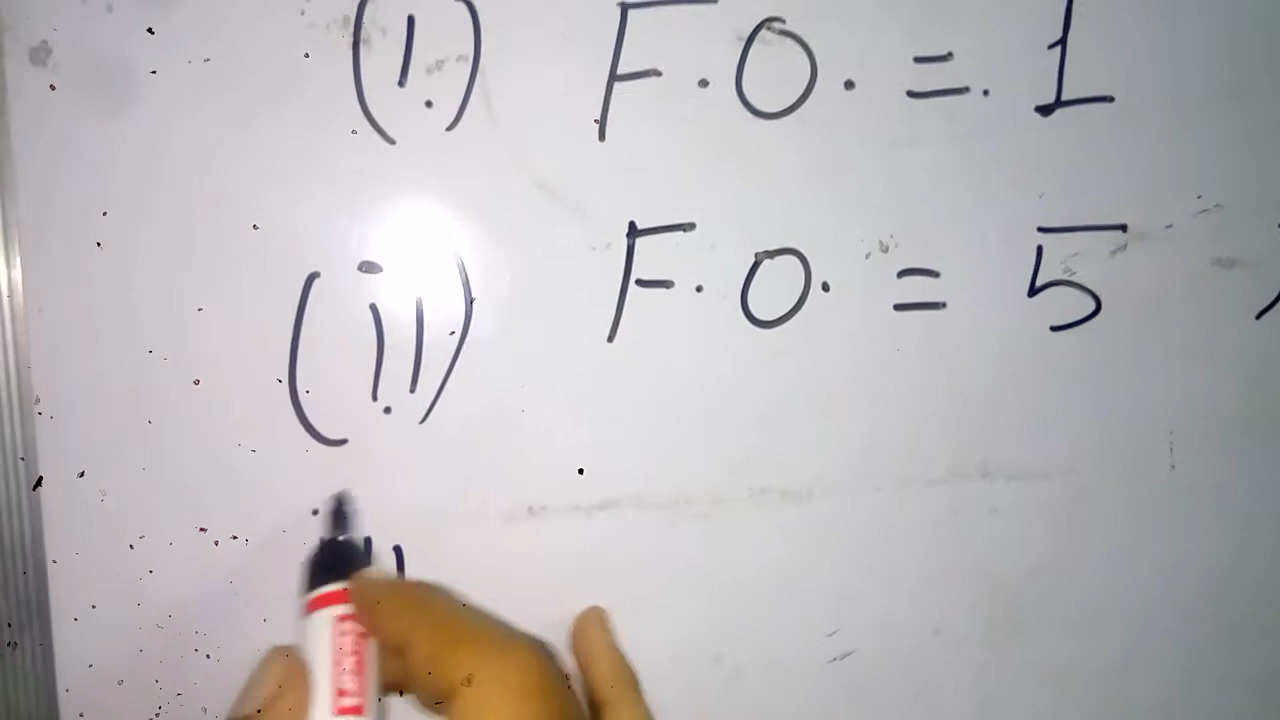 (i) F.O. = 1
(ii) F.O. = 5